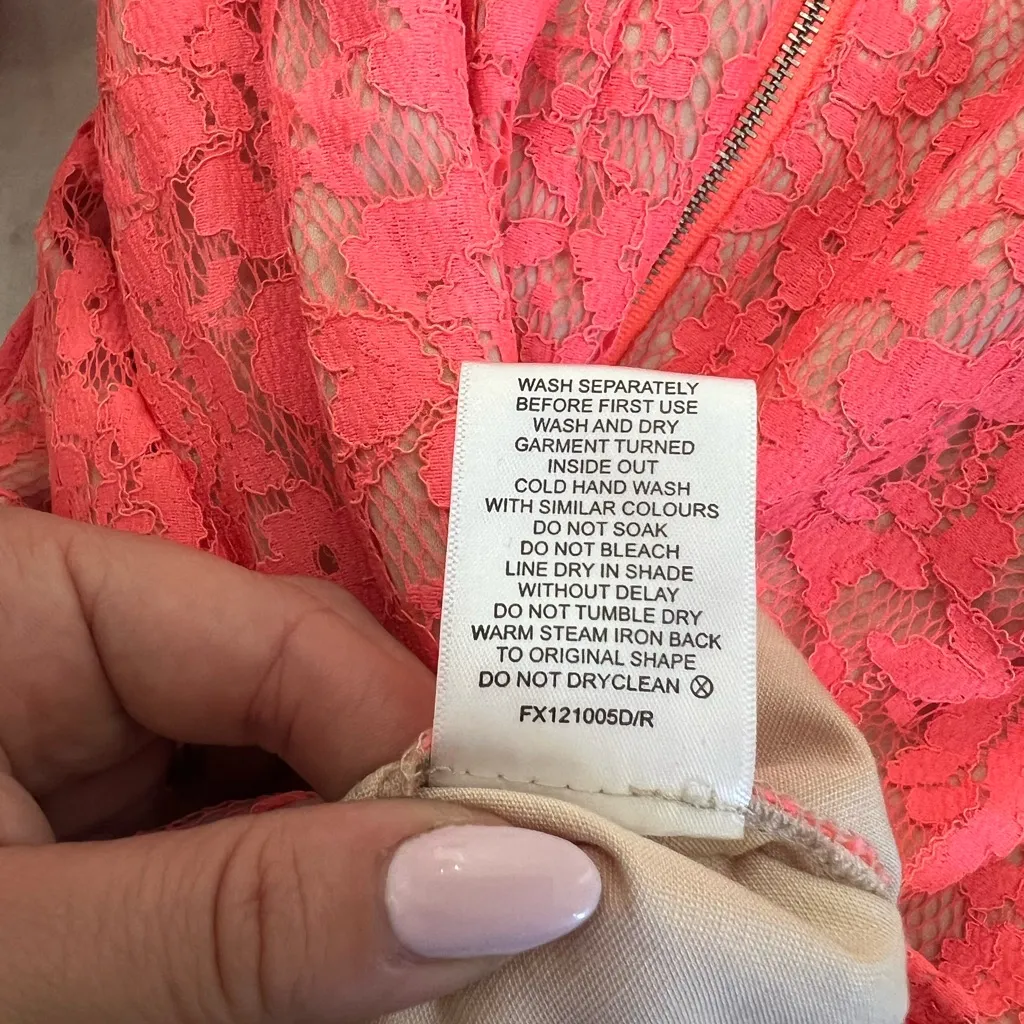 WASH SEPARATELY
BEFORE FIRST USE
WASH AND DRY
GARMENT TURNED
INSIDE OUT
COLD HAND WASH
WITH SIMILAR COLOURS
DO NOT SOAK
DO NOT BLEACH
LINE DRY IN SHADE
WITHOUT DELAY
DO NOT TUMBLE DRY
WARM STEAM IRON BACK
TO ORIGINAL SHAPE
DO NOT DRYCLEAN
FX121005D/R